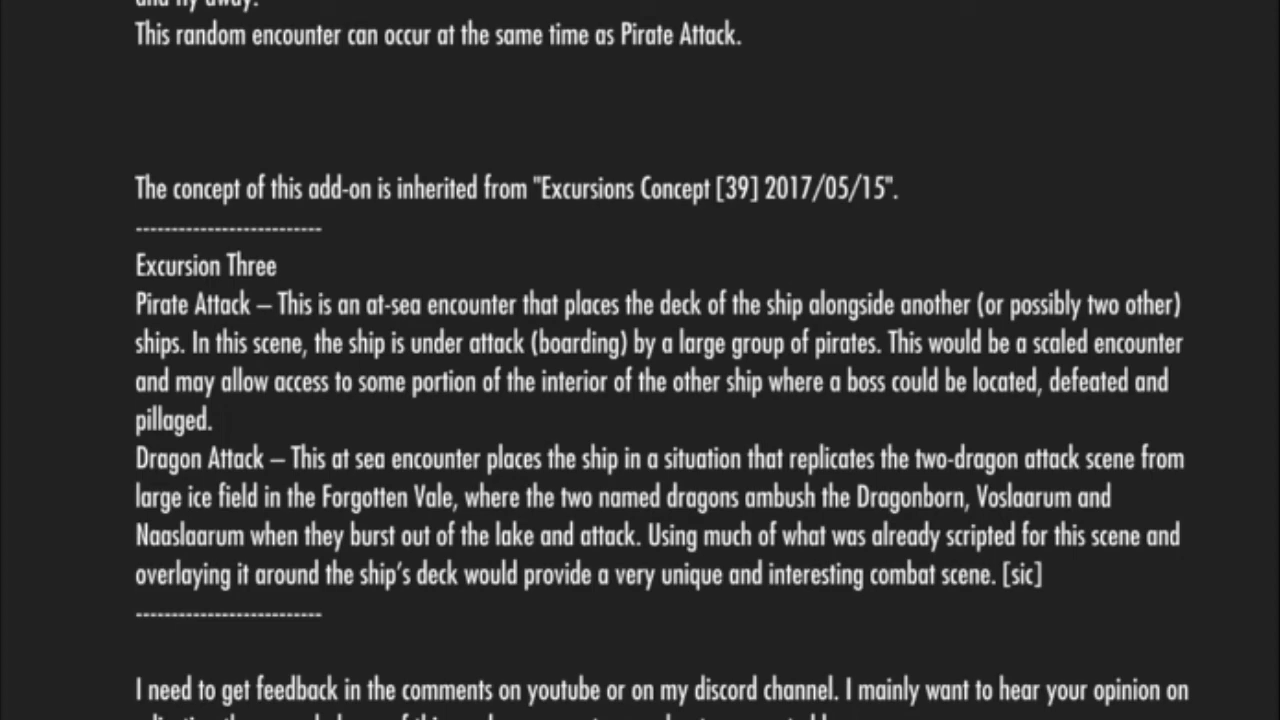 This random encounter can occur at the same time as Pirate Attack.
The concept of this add-on is inherited from "Excursions Concept [39] 2017/05/15".
--------------------------
Excursion Three
Pirate Attack – This is an at-sea encounter that places the deck of the ship alongside another (or possibly two other)
ships. In this scene, the ship is under attack (boarding) by a large group of pirates. This would be a scaled encounter
and may allow access to some portion of the interior of the other ship where a boss could be located, defeated and
pillaged.
Dragon Attack – This at sea encounter places the ship in a situation that replicates the two-dragon attack scene from
large ice field in the Forgotten Vale, where the two named dragons ambush the Dragonborn, Voslaarum and
Naaslaarum when they burst out of the lake and attack. Using much of what was already scripted for this scene and
overlaying it around the ship’s deck would provide a very unique and interesting combat scene. [sic]
--------------------------
I need to get feedback in the comments on youtube or on my discord channel. I mainly want to hear your opinion on